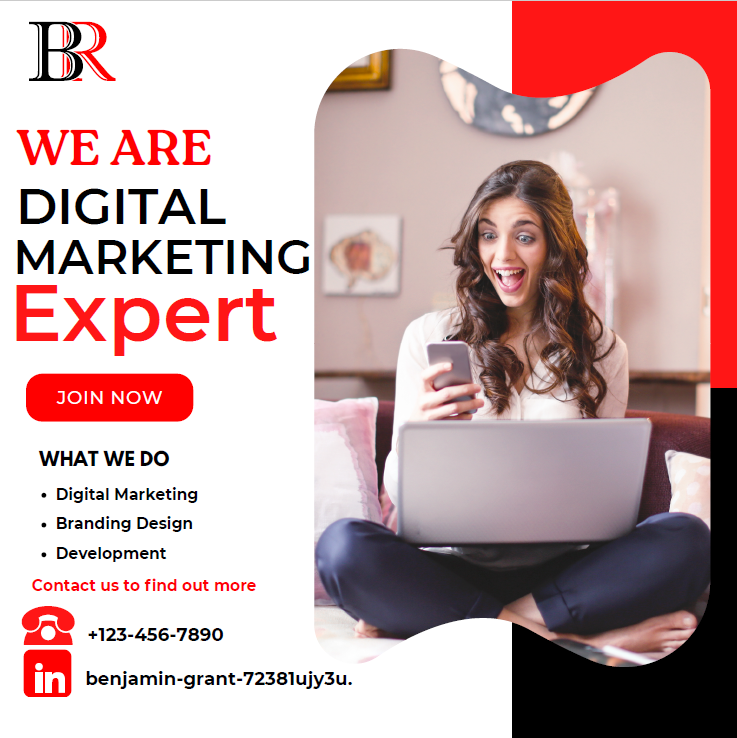 BR
WE ARE
DIGITAL
MARKETING
Expert
JOIN NOW
WHAT WE DO
• Digital Marketing
• Branding Design
• Development
Contact us to find out more
+123-456-7890
in
benjamin-grant-72381ujy3u.